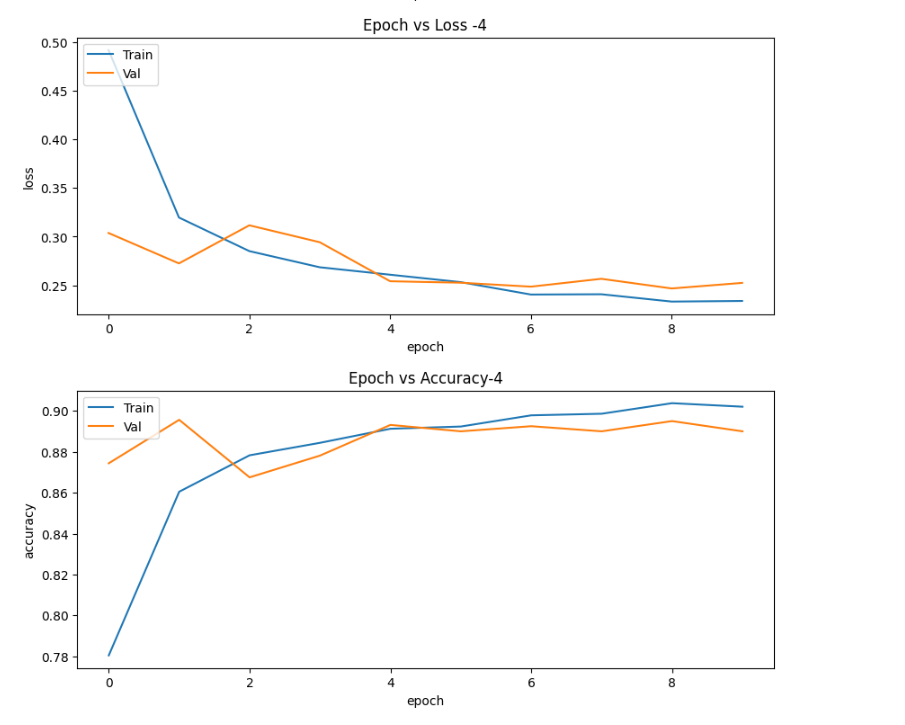 Epoch vs Loss -4
0.50
0.45
0.40
0.35
0.30
0.25
loss
Train
Val
0 2 4 6 8
epoch
Epoch vs Accuracy-4
0.90
0.88
0.86
0.84
0.82
0.80
0.78
accuracy
Train
Val
0 2 4 6 8
epoch